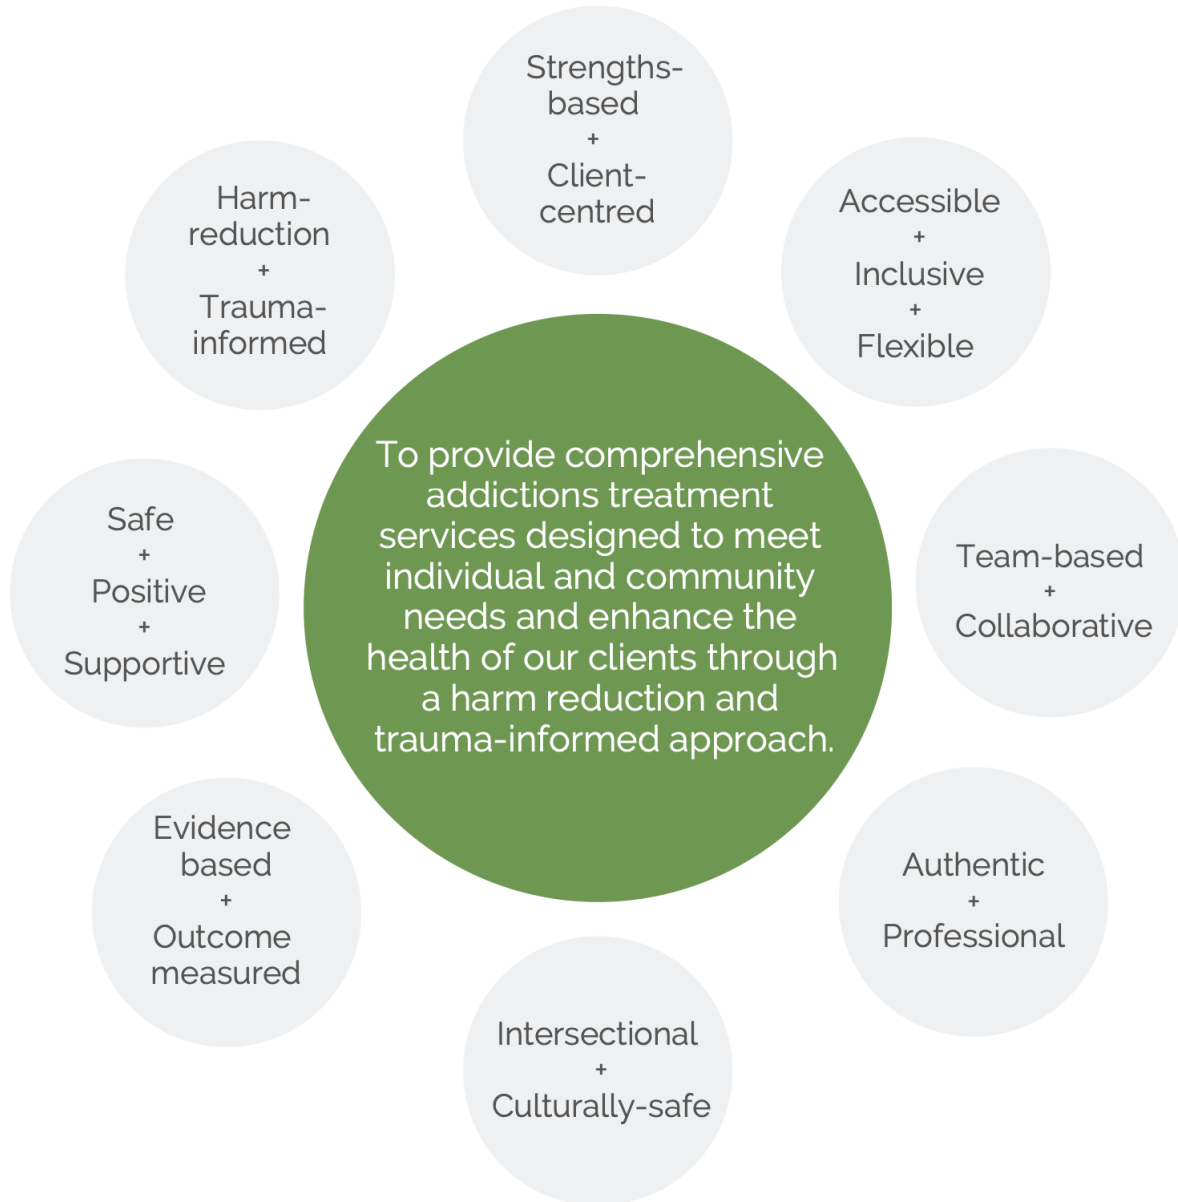 Strengths-
based
+
Client-
centred
Accessible
+
Inclusive
+
Flexible
Team-based
+
Collaborative
Authentic
+
Professional
Intersectional
+
Culturally-safe
Evidence
based
+
Outcome
measured
Safe
+
Positive
+
Supportive
Harm-
reduction
+
Trauma-
informed
To provide comprehensive
addictions treatment
services designed to meet
individual and community
needs and enhance the
health of our clients through
a harm reduction and
trauma-informed approach.